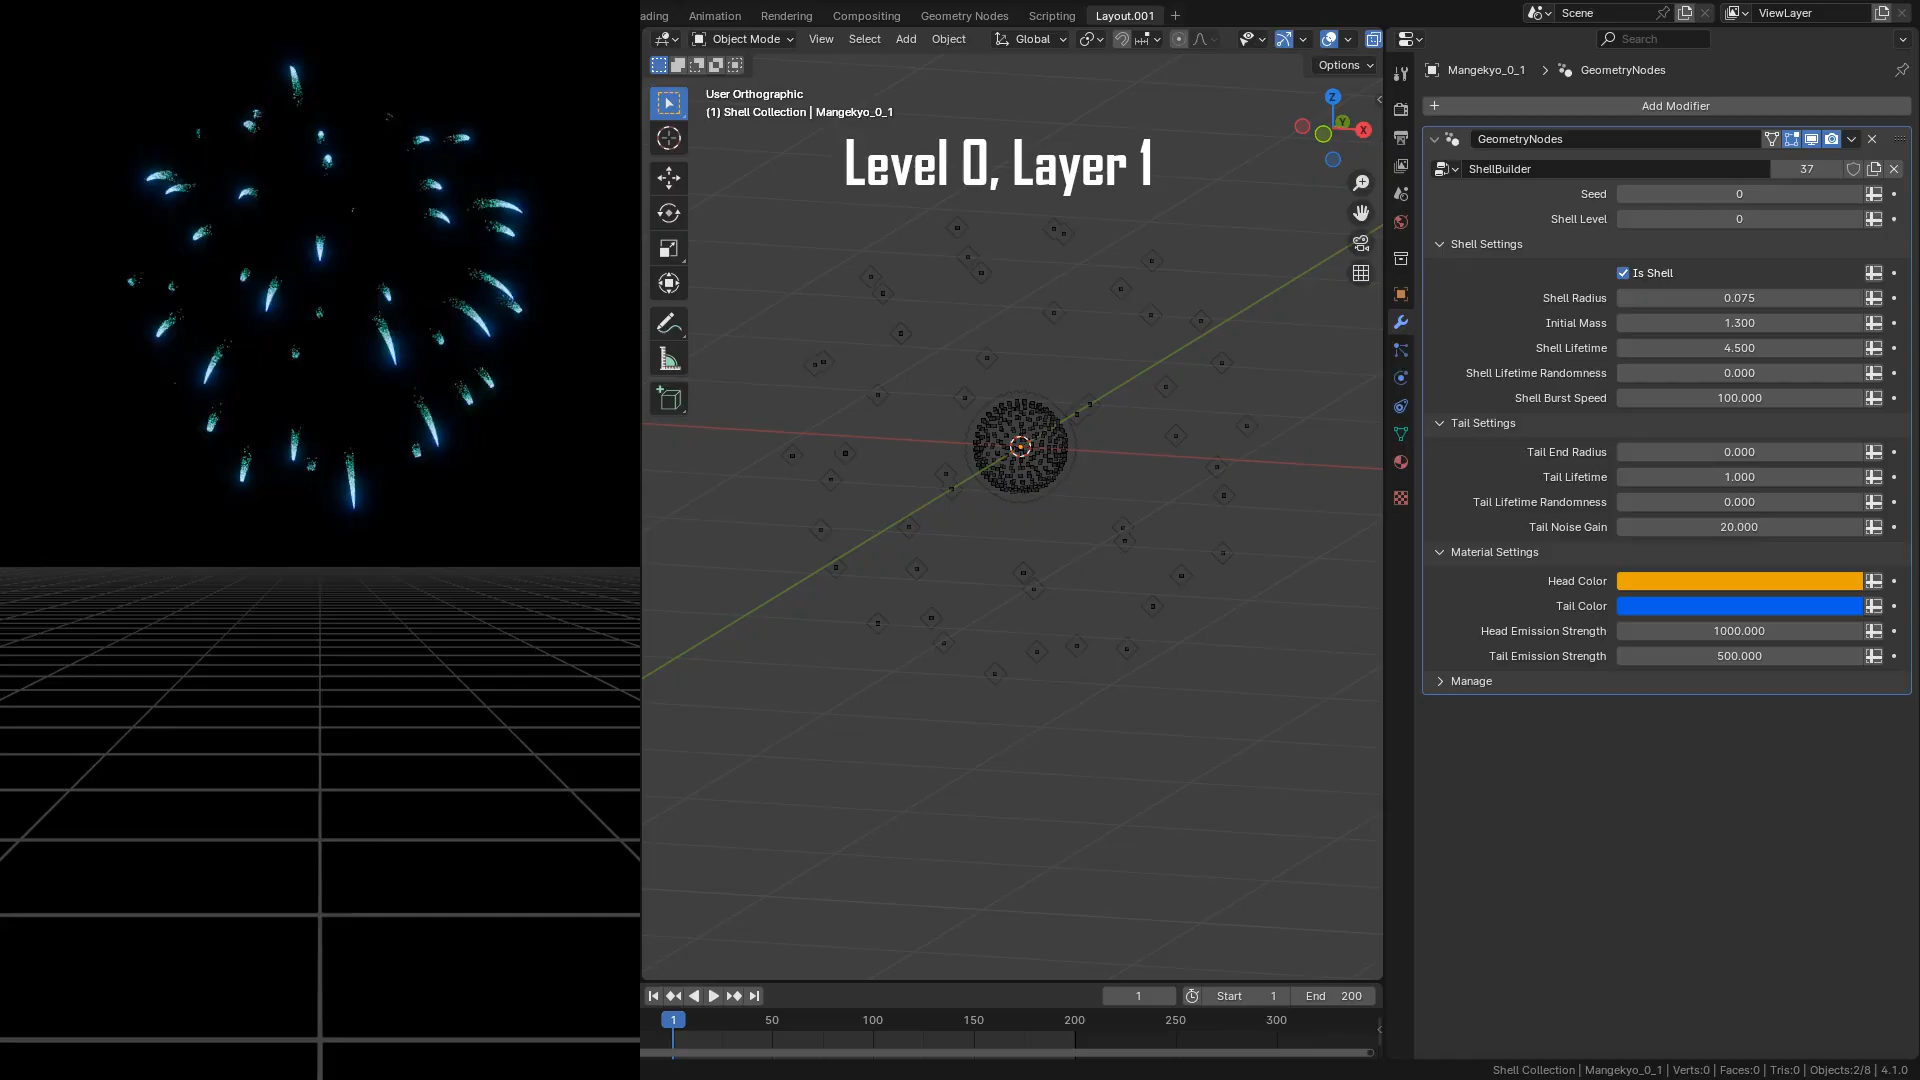 ading Animation Rendering Compositing Geometry Nodes Scripting Layout.001 +
Scene
ViewLayer
Object Mode View Select Add Object Global
Search
Options
User Orthographic
(1) Shell Collection | Mangekyo_0_1
Level 0, Layer 1
Z
Y
X
Mangekyo_0_1 > GeometryNodes
+ Add Modifier
GeometryNodes
ShellBuilder 37
Seed 0
Shell Level 0
Shell Settings
Is Shell
Shell Radius 0.075
Initial Mass 1.300
Shell Lifetime 4.500
Shell Lifetime Randomness 0.000
Shell Burst Speed 100.000
Tail Settings
Tail End Radius 0.000
Tail Lifetime 1.000
Tail Lifetime Randomness 0.000
Tail Noise Gain 20.000
Material Settings
Head Color
Tail Color
Head Emission Strength 1000.000
Tail Emission Strength 500.000
Manage
1 Start 1 End 200
1 50 100 150 200 250 300
Shell Collection | Mangekyo_0_1 | Verts:0 | Faces:0 | Tris:0 | Objects:2/8 | 4.1.0